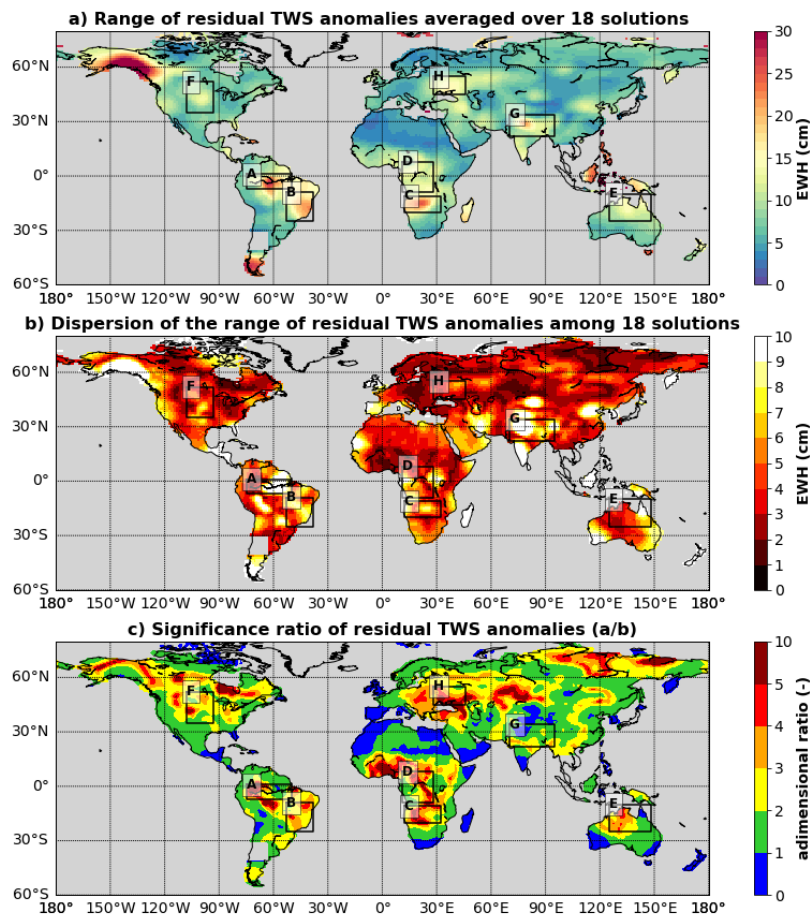 a) Range of residual TWS anomalies averaged over 18 solutions
60°N
30°N
0°
30°S
60°S
180° 150°W 120°W 90°W 60°W 30°W 0° 30°E 60°E 90°E 120°E 150°E 180°
A
B
C
D
E
F
G
H
30
25
20
15
10
5
0
EWH (cm)
b) Dispersion of the range of residual TWS anomalies among 18 solutions
60°N
30°N
0°
30°S
60°S
180° 150°W 120°W 90°W 60°W 30°W 0° 30°E 60°E 90°E 120°E 150°E 180°
A
B
C
D
E
F
G
H
10
9
8
7
6
5
4
3
2
1
0
EWH (cm)
c) Significance ratio of residual TWS anomalies (a/b)
60°N
30°N
0°
30°S
60°S
180° 150°W 120°W 90°W 60°W 30°W 0° 30°E 60°E 90°E 120°E 150°E 180°
A
B
C
D
E
F
G
H
10
5
4
3
2
1
0
adimensional ratio (-)